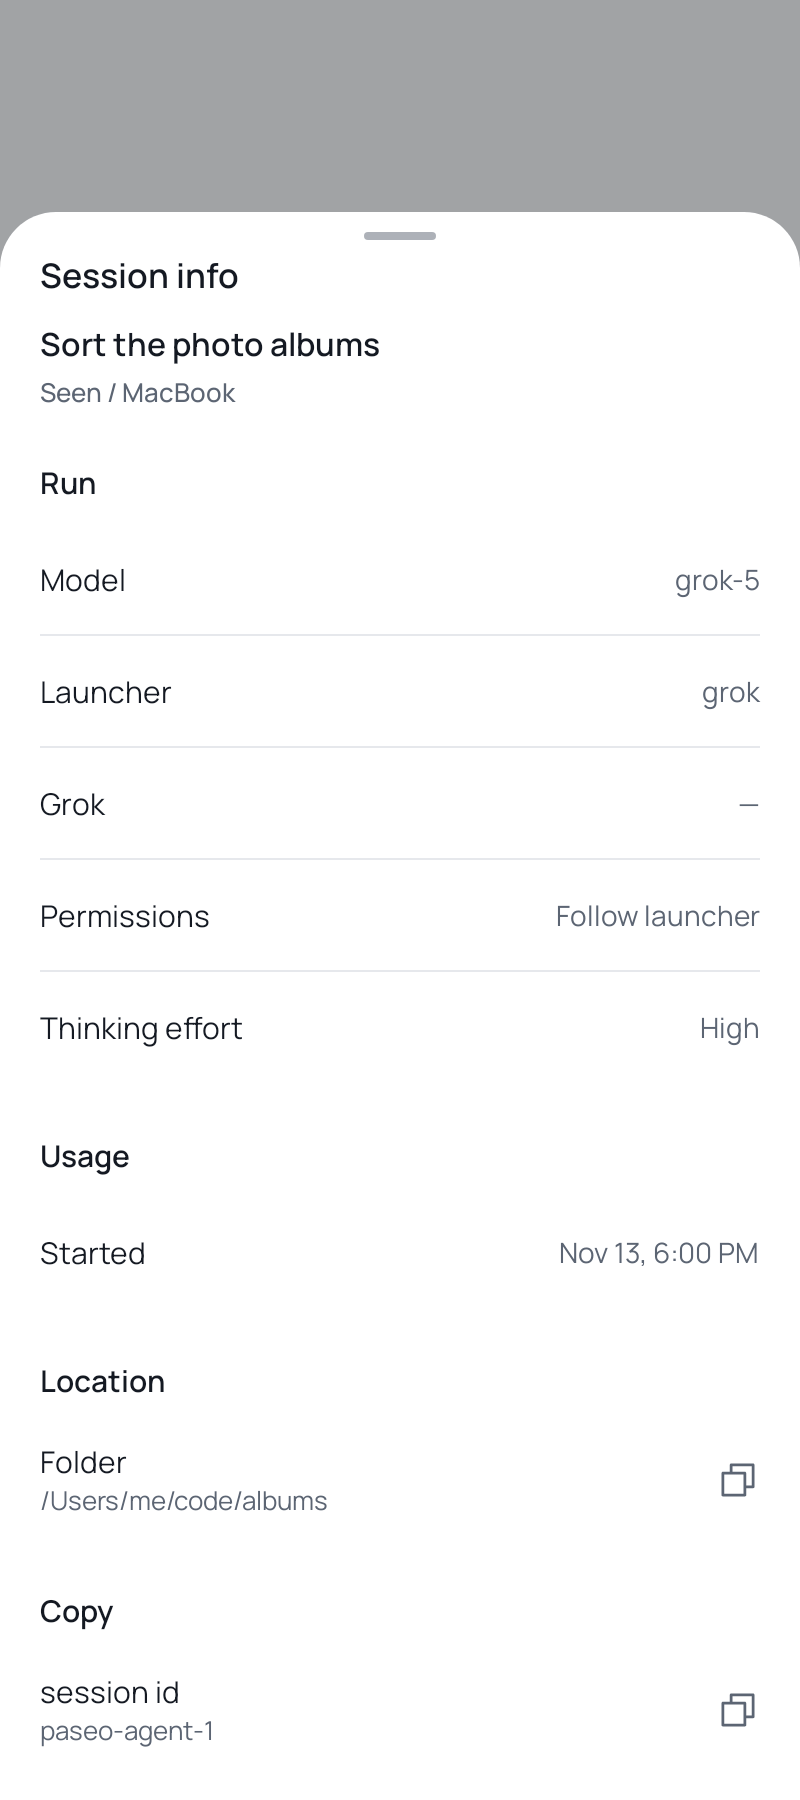 Session info
Sort the photo albums
Seen / MacBook
Run
Model grok-5
Launcher grok
Grok —
Permissions Follow launcher
Thinking effort High
Usage
Started Nov 13, 6:00 PM
Location
Folder
/Users/me/code/albums
Copy
session id
paseo-agent-1